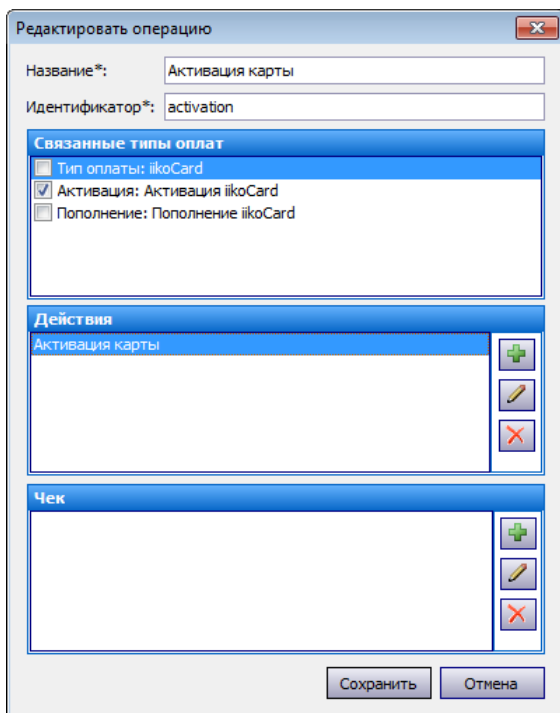 Редактировать операцию
Название*: Активация карты
Идентификатор*: activation
Связанные типы оплат
Тип оплаты: iikoCard
Активация: Активация iikoCard
Пополнение: Пополнение iikoCard
Действия
Активация карты
Чек
Сохранить Отмена